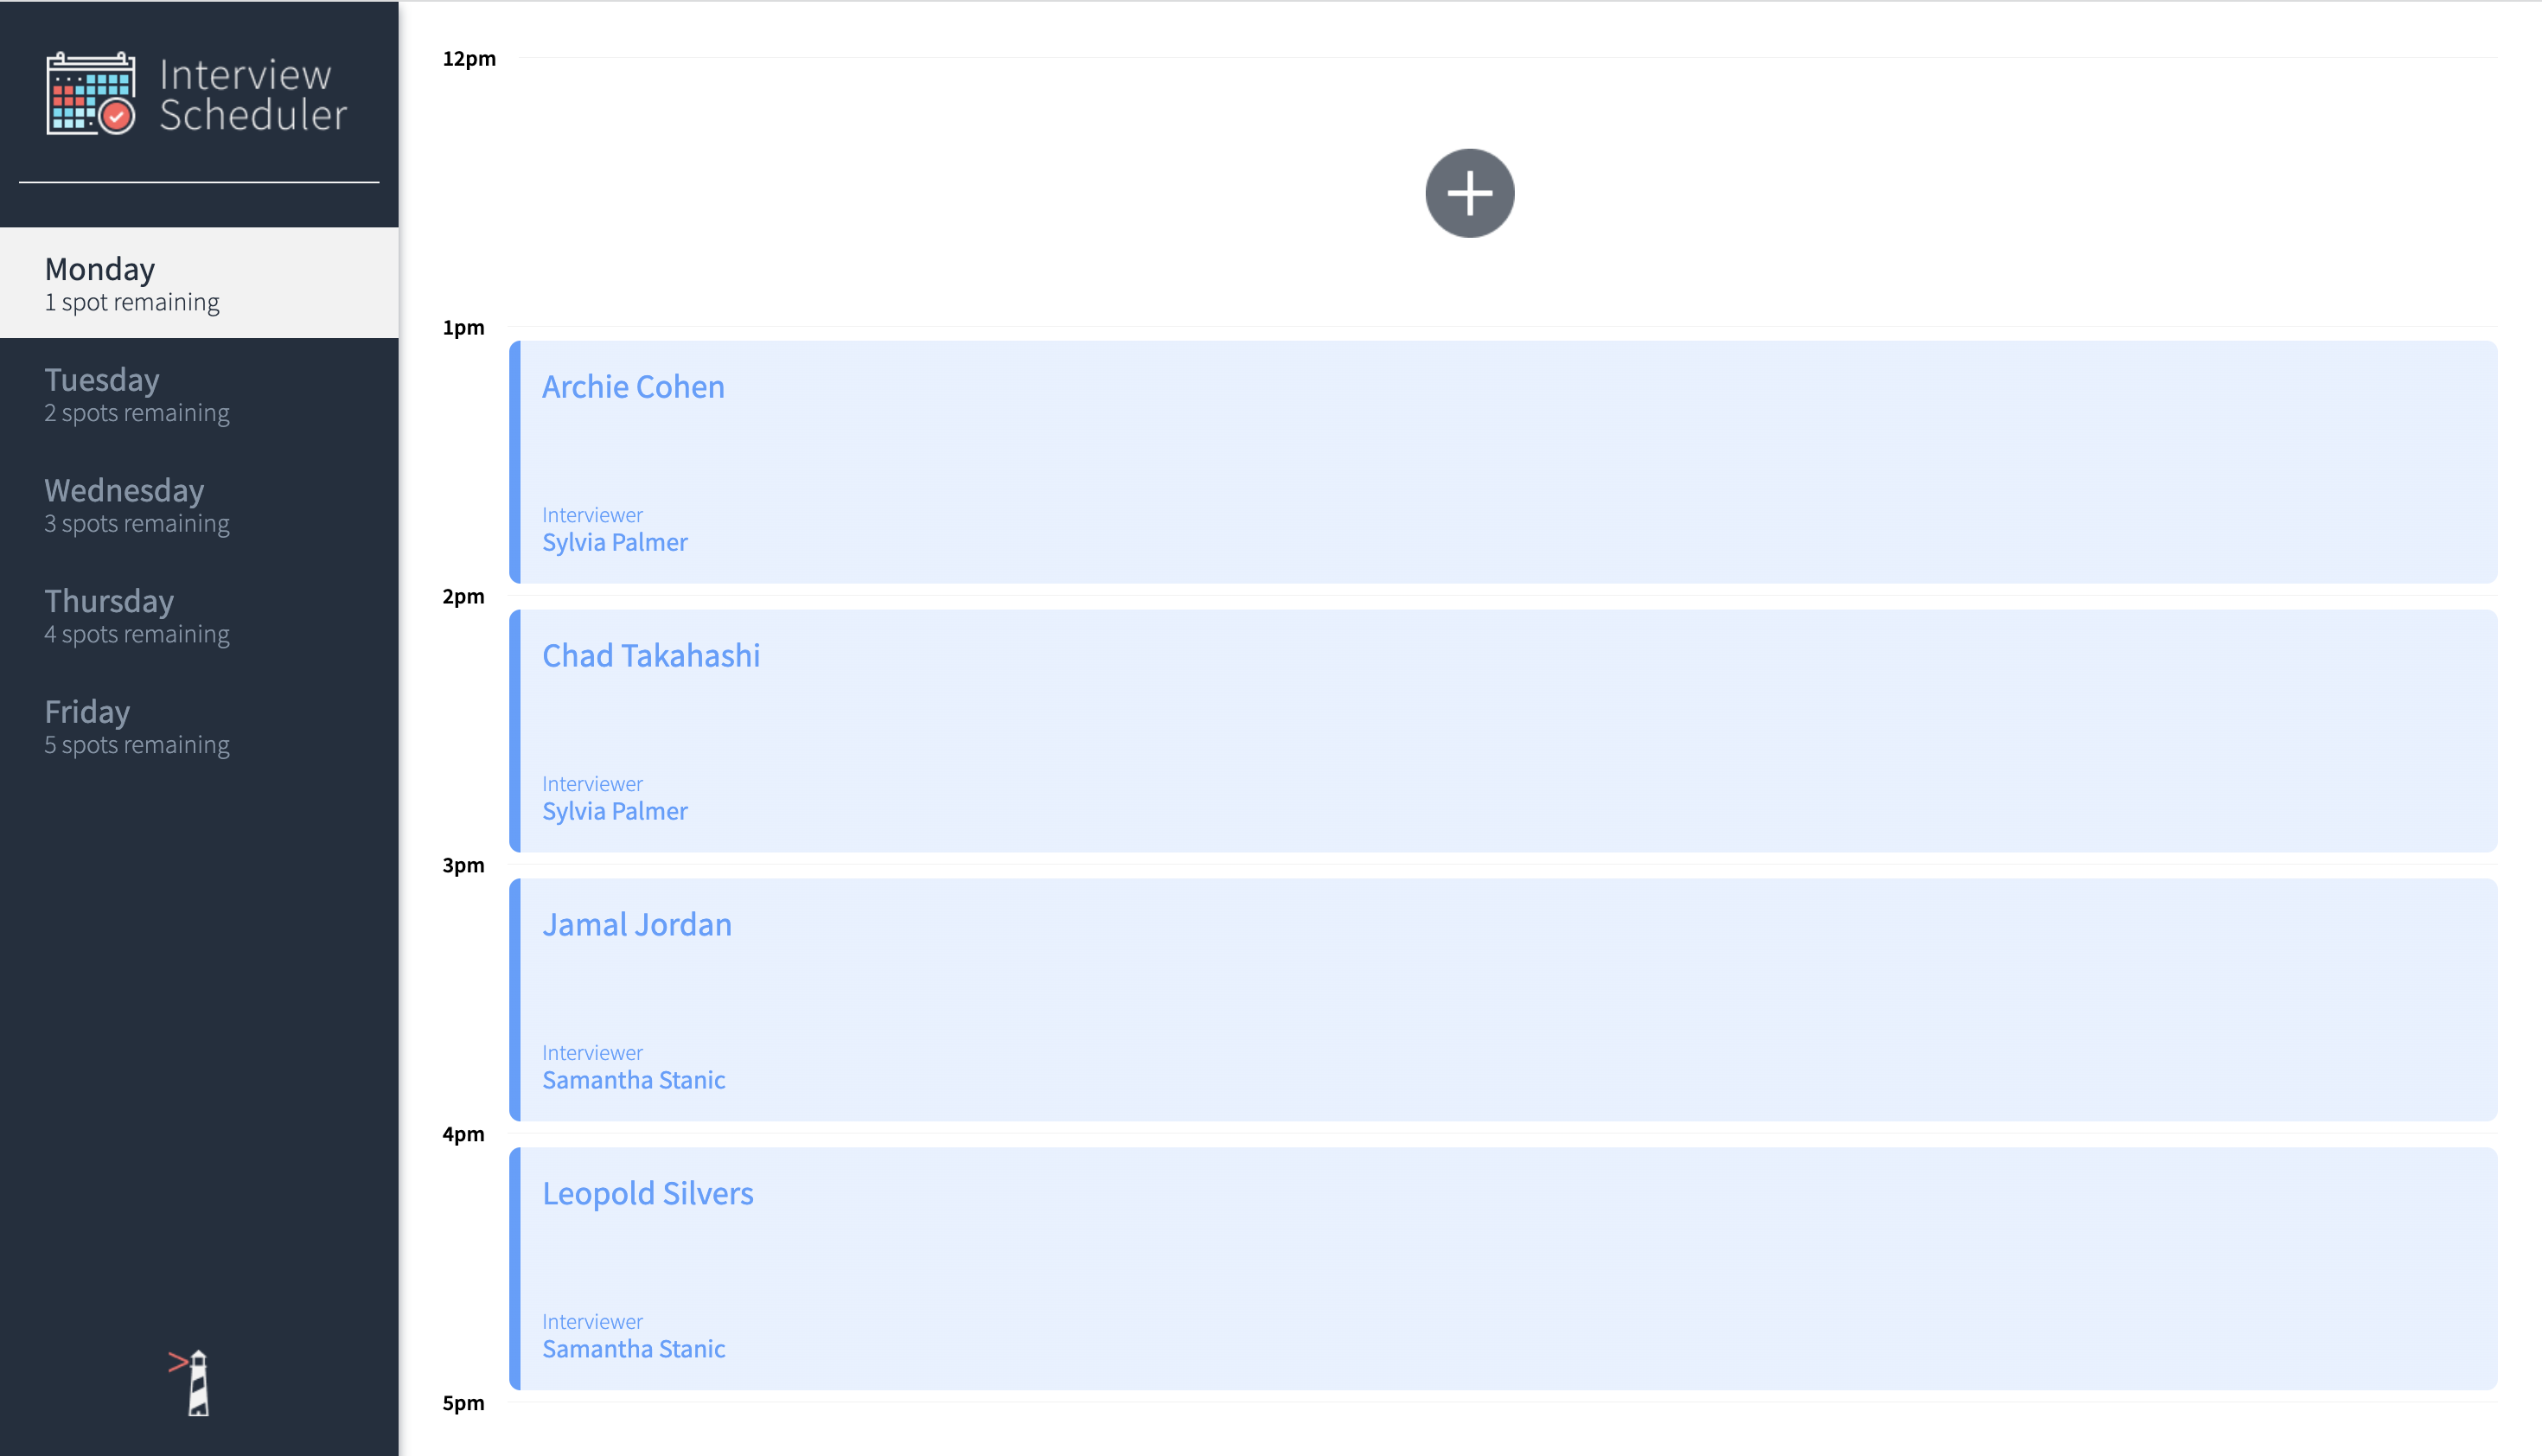 Interview
Scheduler
Monday
1 spot remaining
Tuesday
2 spots remaining
Wednesday
3 spots remaining
Thursday
4 spots remaining
Friday
5 spots remaining
12pm
1pm
Archie Cohen
Interviewer
Sylvia Palmer
2pm
Chad Takahashi
Interviewer
Sylvia Palmer
3pm
Jamal Jordan
Interviewer
Samantha Stanic
4pm
Leopold Silvers
Interviewer
Samantha Stanic
5pm